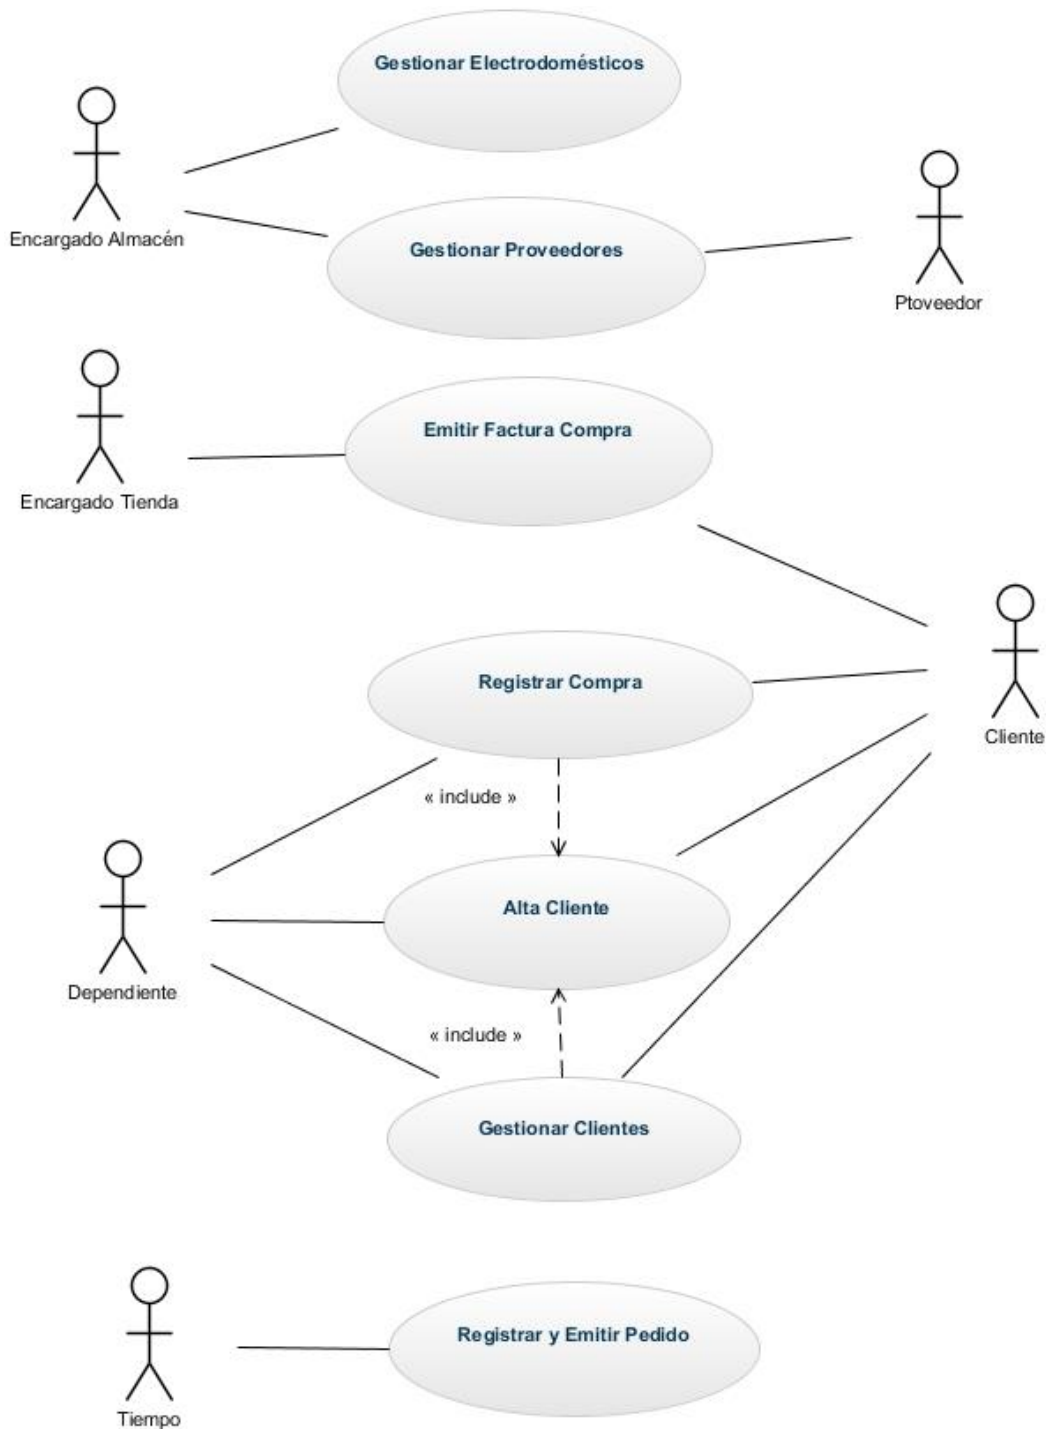 Gestionar Electrodomésticos
Encargado Almacén
Gestionar Proveedores
Ptoveedor
Emitir Factura Compra
Encargado Tienda
Registrar Compra
Cliente
« include »
Alta Cliente
Dependiente
« include »
Gestionar Clientes
Registrar y Emitir Pedido
Tiempo